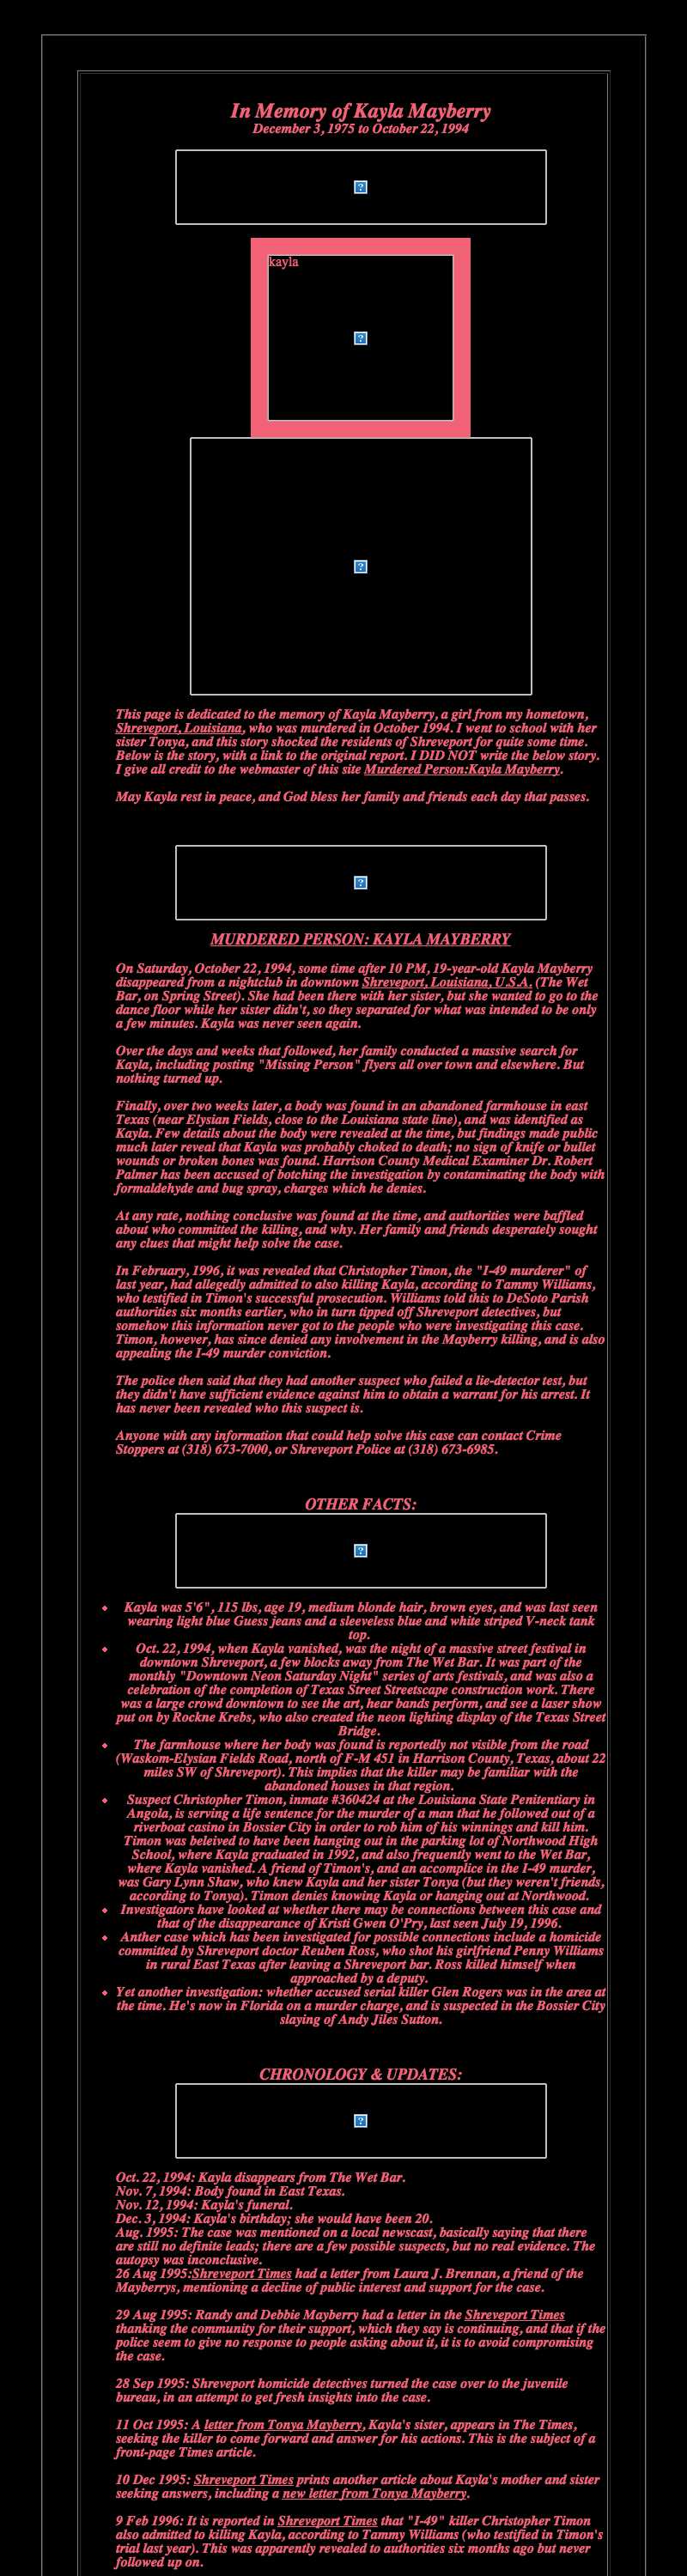 In Memory of Kayla Mayberry
December 3, 1975 to October 22, 1994
kayla
This page is dedicated to the memory of Kayla Mayberry, a girl from my hometown,
Shreveport, Louisiana, who was murdered in October 1994. I went to school with her
sister Tonya, and this story shocked the residents of Shreveport for quite some time.
Below is the story, with a link to the original report. I DID NOT write the below story.
I give all credit to the webmaster of this site Murdered Person:Kayla Mayberry.
May Kayla rest in peace, and God bless her family and friends each day that passes.
MURDERED PERSON: KAYLA MAYBERRY
On Saturday, October 22, 1994, some time after 10 PM, 19-year-old Kayla Mayberry
disappeared from a nightclub in downtown Shreveport, Louisiana, U.S.A. (The Wet
Bar, on Spring Street). She had been there with her sister, but she wanted to go to the
dance floor while her sister didn't, so they separated for what was intended to be only
a few minutes. Kayla was never seen again.
Over the days and weeks that followed, her family conducted a massive search for
Kayla, including posting "Missing Person" flyers all over town and elsewhere. But
nothing turned up.
Finally, over two weeks later, a body was found in an abandoned farmhouse in east
Texas (near Elysian Fields, close to the Louisiana state line), and was identified as
Kayla. Few details about the body were revealed at the time, but findings made public
much later reveal that Kayla was probably choked to death; no sign of knife or bullet
wounds or broken bones was found. Harrison County Medical Examiner Dr. Robert
Palmer has been accused of botching the investigation by contaminating the body with
formaldehyde and bug spray, charges which he denies.
At any rate, nothing conclusive was found at the time, and authorities were baffled
about who committed the killing, and why. Her family and friends desperately sought
any clues that might help solve the case.
In February, 1996, it was revealed that Christopher Timon, the "I-49 murderer" of
last year, had allegedly admitted to also killing Kayla, according to Tammy Williams,
who testified in Timon's successful prosecution. Williams told this to DeSoto Parish
authorities six months earlier, who in turn tipped off Shreveport detectives, but
somehow this information never got to the people who were investigating this case.
Timon, however, has since denied any involvement in the Mayberry killing, and is also
appealing the I-49 murder conviction.
The police then said that they had another suspect who failed a lie-detector test, but
they didn't have sufficient evidence against him to obtain a warrant for his arrest. It
has never been revealed who this suspect is.
Anyone with any information that could help solve this case can contact Crime
Stoppers at (318) 673-7000, or Shreveport Police at (318) 673-6985.
OTHER FACTS:
Kayla was 5'6", 115 lbs, age 19, medium blonde hair, brown eyes, and was last seen
wearing light blue Guess jeans and a sleeveless blue and white striped V-neck tank
top.
Oct. 22, 1994, when Kayla vanished, was the night of a massive street festival in
downtown Shreveport, a few blocks away from The Wet Bar. It was part of the
monthly "Downtown Neon Saturday Night" series of arts festivals, and was also a
celebration of the completion of Texas Street Streetscape construction work. There
was a large crowd downtown to see the art, hear bands perform, and see a laser show
put on by Rockne Krebs, who also created the neon lighting display of the Texas Street
Bridge.
The farmhouse where her body was found is reportedly not visible from the road
(Waskom-Elysian Fields Road, north of F-M 451 in Harrison County, Texas, about 22
miles SW of Shreveport). This implies that the killer may be familiar with the
abandoned houses in that region.
Suspect Christopher Timon, inmate #360424 at the Louisiana State Penitentiary in
Angola, is serving a life sentence for the murder of a man that he followed out of a
riverboat casino in Bossier City in order to rob him of his winnings and kill him.
Timon was beleived to have been hanging out in the parking lot of Northwood High
School, where Kayla graduated in 1992, and also frequently went to the Wet Bar,
where Kayla vanished. A friend of Timon's, and an accomplice in the I-49 murder,
was Gary Lynn Shaw, who knew Kayla and her sister Tonya (but they weren't friends,
according to Tonya). Timon denies knowing Kayla or hanging out at Northwood.
Investigators have looked at whether there may be connections between this case and
that of the disappearance of Kristi Gwen O'Pry, last seen July 19, 1996.
Anther case which has been investigated for possible connections include a homicide
committed by Shreveport doctor Reuben Ross, who shot his girlfriend Penny Williams
in rural East Texas after leaving a Shreveport bar. Ross killed himself when
approached by a deputy.
Yet another investigation: whether accused serial killer Glen Rogers was in the area at
the time. He's now in Florida on a murder charge, and is suspected in the Bossier City
slaying of Andy Jiles Sutton.
CHRONOLOGY & UPDATES:
Oct. 22, 1994: Kayla disappears from The Wet Bar.
Nov. 7, 1994: Body found in East Texas.
Nov. 12, 1994: Kayla's funeral.
Dec. 3, 1994: Kayla's birthday; she would have been 20.
Aug. 1995: The case was mentioned on a local newscast, basically saying that there
are still no definite leads; there are a few possible suspects, but no real evidence. The
autopsy was inconclusive.
26 Aug 1995:Shreveport Times had a letter from Laura J. Brennan, a friend of the
Mayberrys, mentioning a decline of public interest and support for the case.
29 Aug 1995: Randy and Debbie Mayberry had a letter in the Shreveport Times
thanking the community for their support, which they say is continuing, and that if the
police seem to give no response to people asking about it, it is to avoid compromising
the case.
28 Sep 1995: Shreveport homicide detectives turned the case over to the juvenile
bureau, in an attempt to get fresh insights into the case.
11 Oct 1995: A letter from Tonya Mayberry, Kayla's sister, appears in The Times,
seeking the killer to come forward and answer for his actions. This is the subject of a
front-page Times article.
10 Dec 1995: Shreveport Times prints another article about Kayla's mother and sister
seeking answers, including a new letter from Tonya Mayberry.
9 Feb 1996: It is reported in Shreveport Times that "I-49" killer Christopher Timon
also admitted to killing Kayla, according to Tammy Williams (who testified in Timon's
trial last year). This was apparently revealed to authorities six months ago but never
followed up on.